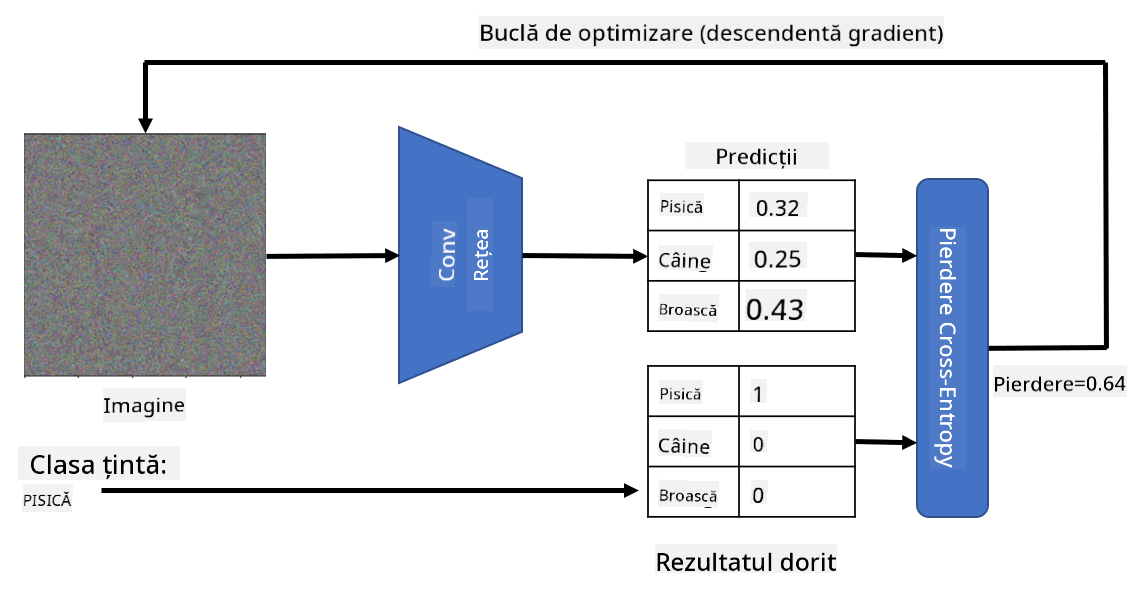 Buclă de optimizare (descendentă gradient)
Predicții
Pisică 0.32
Câine 0.25
Broască 0.43
Conv
Rețea
Pierdere Cross-Entropy
Pierdere=0.64
Imagine
Clasa țintă:
PISICĂ
Pisică 1
Câine 0
Broască 0
Rezultatul dorit